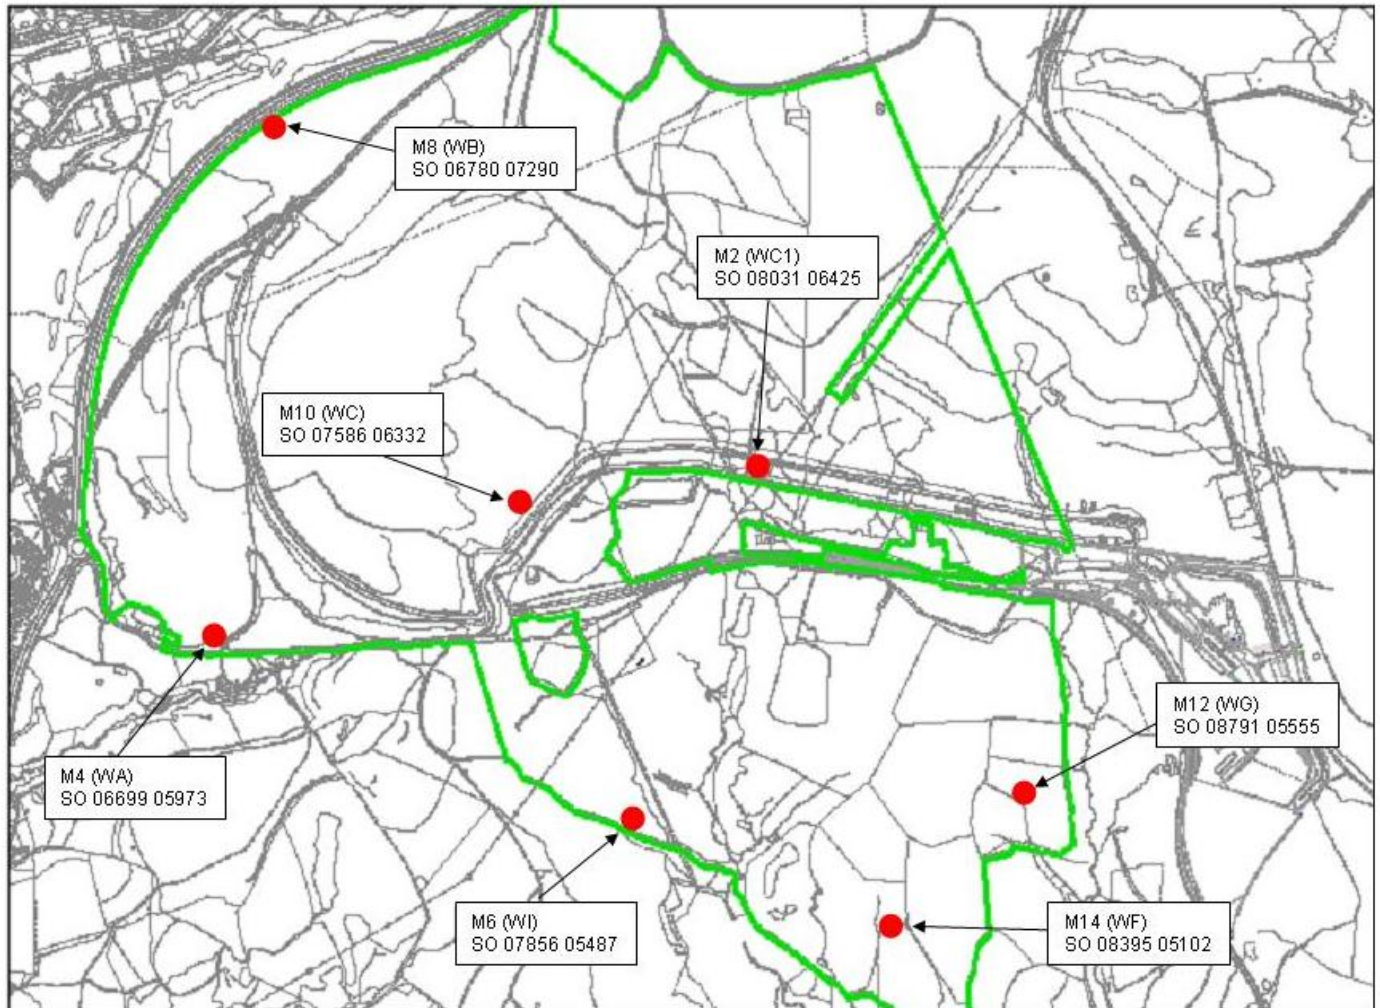 M8 (WB)
SO 06780 07290
M2 (WC1)
SO 08031 06425
M10 (WC)
SO 07586 06332
M12 (WG)
SO 08791 05555
M4 (WA)
SO 06699 05973
M6 (WI)
SO 07856 05487
M14 (WF)
SO 08395 05102